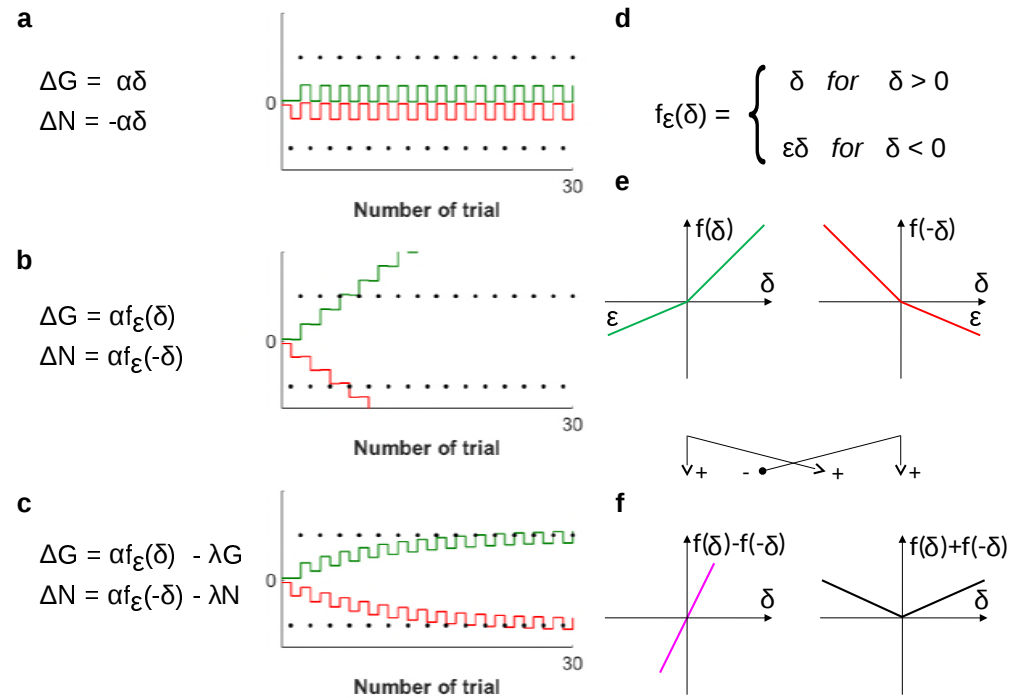 a
ΔG = αδ
ΔN = -αδ
0
30
Number of trial
b
ΔG = αfε(δ)
ΔN = αfε(-δ)
0
30
Number of trial
c
ΔG = αfε(δ) - λG
ΔN = αfε(-δ) - λN
0
30
Number of trial
d
δ for δ > 0
fε(δ) =
εδ for δ < 0
e
f(δ)
δ
ε
f(-δ)
δ
ε
+
-
+
+
f
f(δ)-f(-δ)
δ
f(δ)+f(-δ)
δ